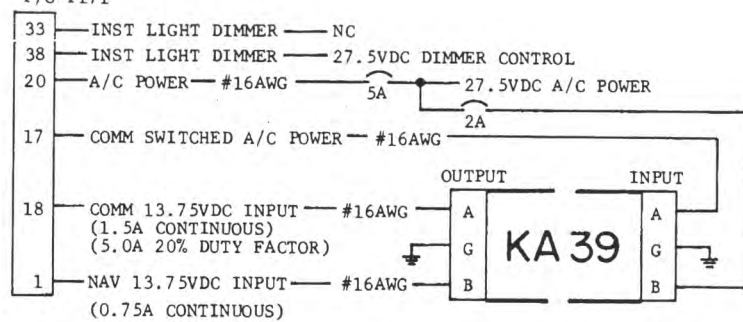 33 INST LIGHT DIMMER NC
38 INST LIGHT DIMMER 27.5VDC DIMMER CONTROL
20 A/C POWER #16AWG 5A 27.5VDC A/C POWER
2A
17 COMM SWITCHED A/C POWER #16AWG
OUTPUT INPUT
18 COMM 13.75VDC INPUT #16AWG A KA 39 A
(1.5A CONTINUOUS)
(5.0A 20% DUTY FACTOR) G G
1 NAV 13.75VDC INPUT #16AWG B B
(0.75A CONTINUOUS)